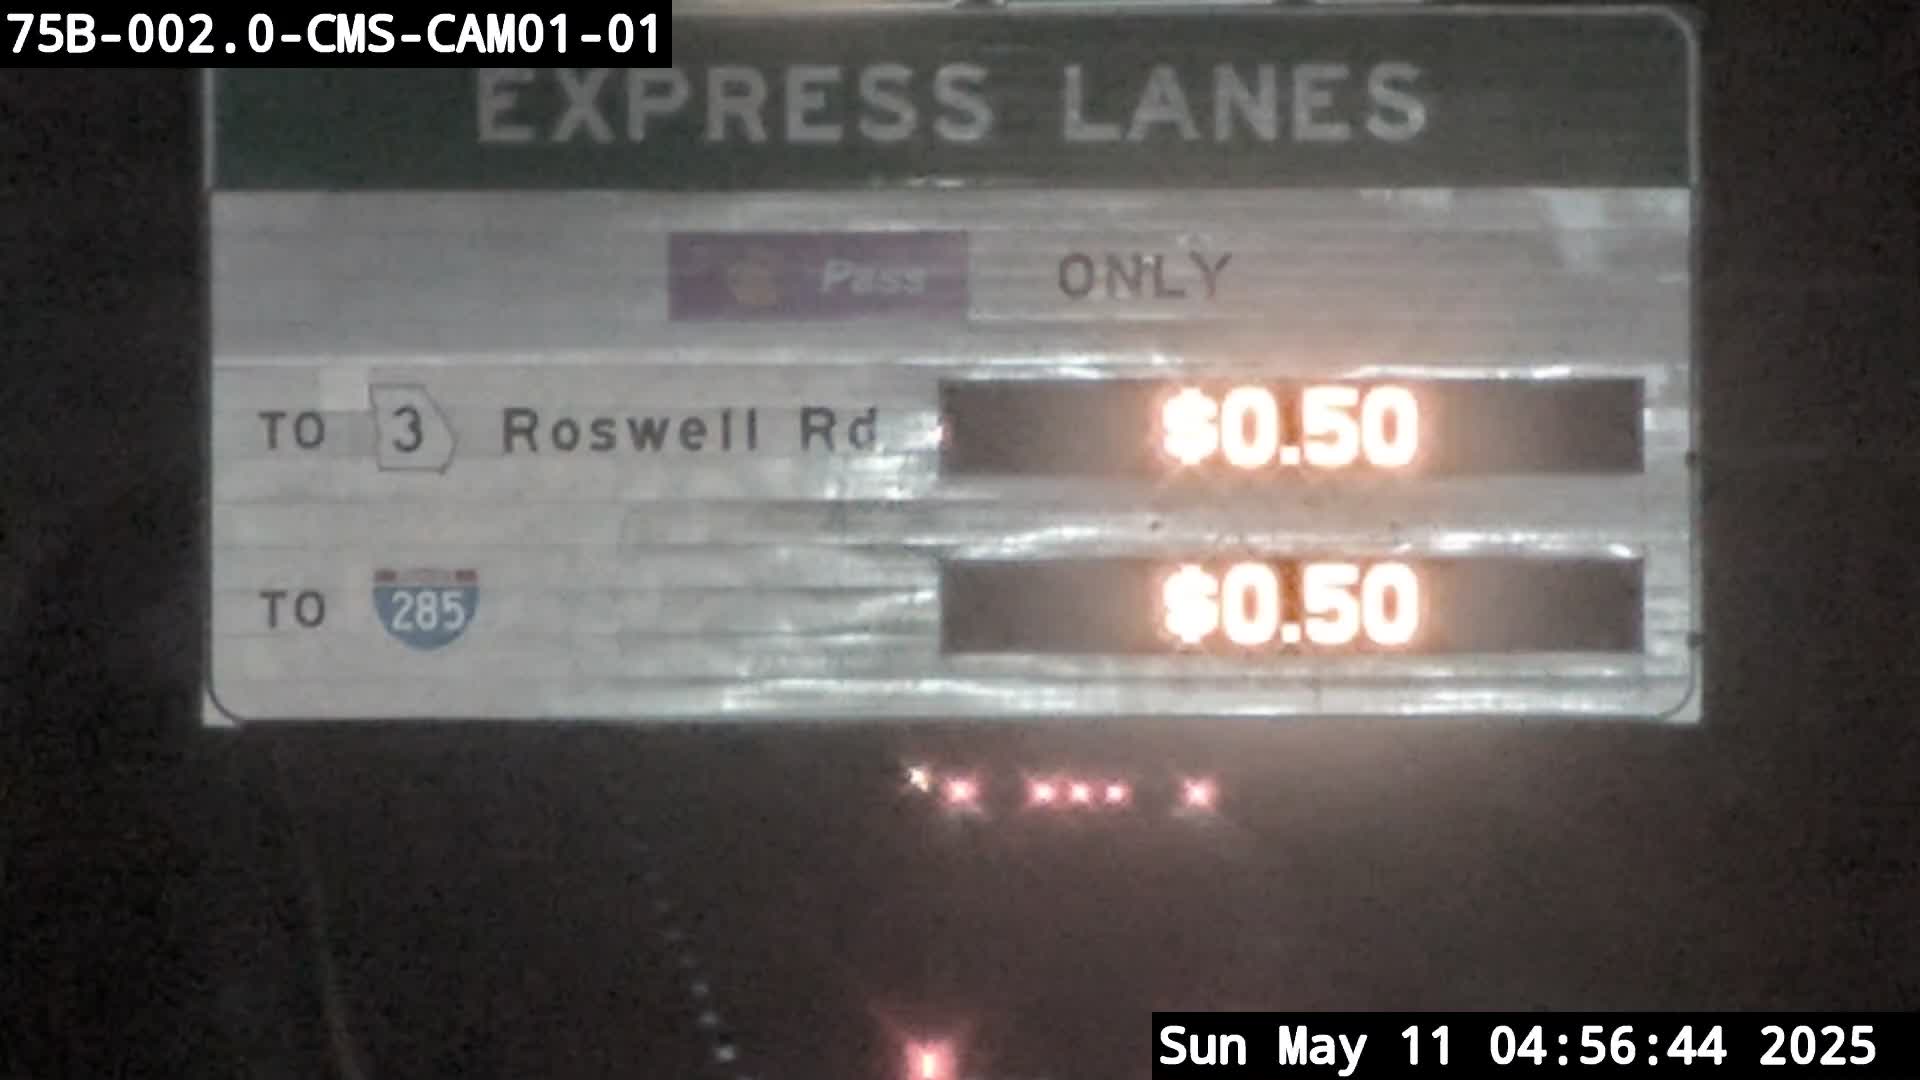 75B-002.0-CMS-CAM01-01
EXPRESS LANES
Pass ONLY
TO 3 Roswell Rd $0.50
TO 285 $0.50
Sun May 11 04:56:44 2025